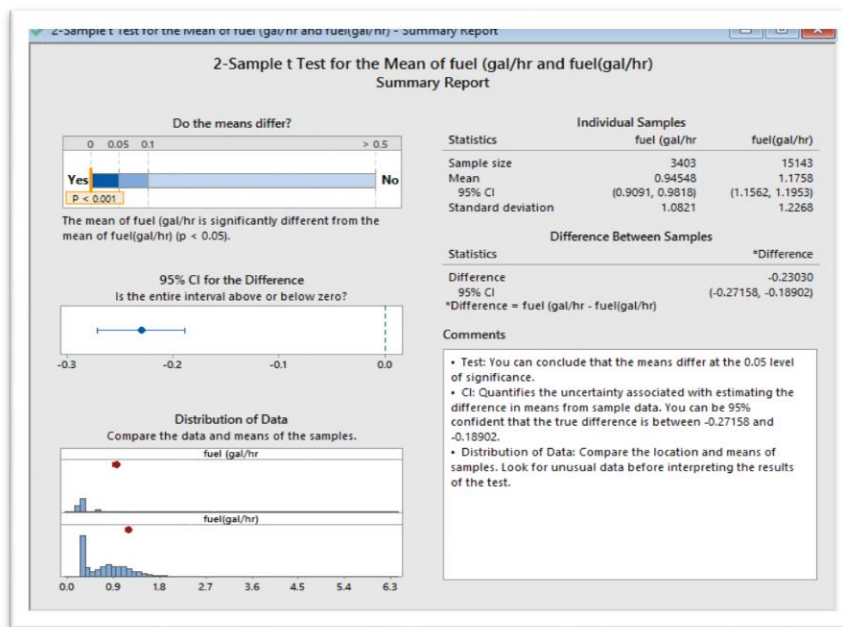 2-Sample t Test for the Mean of fuel (gal/hr and fuel(gal/hr) - Summary Report
2-Sample t Test for the Mean of fuel (gal/hr and fuel(gal/hr)
Summary Report
Do the means differ?
0 0.05 0.1 > 0.5
Yes No
P < 0.001
The mean of fuel (gal/hr is significantly different from the
mean of fuel(gal/hr) (p < 0.05).
95% CI for the Difference
Is the entire interval above or below zero?
-0.3 -0.2 -0.1 0.0
Distribution of Data
Compare the data and means of the samples.
fuel (gal/hr
fuel(gal/hr)
0.0 0.9 1.8 2.7 3.6 4.5 5.4 6.3
Individual Samples
Statistics fuel (gal/hr fuel(gal/hr)
Sample size 3403 15143
Mean 0.94548 1.1758
95% CI (0.9091, 0.9818) (1.1562, 1.1953)
Standard deviation 1.0821 1.2268
Difference Between Samples
Statistics *Difference
Difference -0.23030
95% CI (-0.27158, -0.18902)
*Difference = fuel (gal/hr - fuel(gal/hr)
Comments
• Test: You can conclude that the means differ at the 0.05 level
of significance.
• CI: Quantifies the uncertainty associated with estimating the
difference in means from sample data. You can be 95%
confident that the true difference is between -0.27158 and
-0.18902.
• Distribution of Data: Compare the location and means of
samples. Look for unusual data before interpreting the results
of the test.